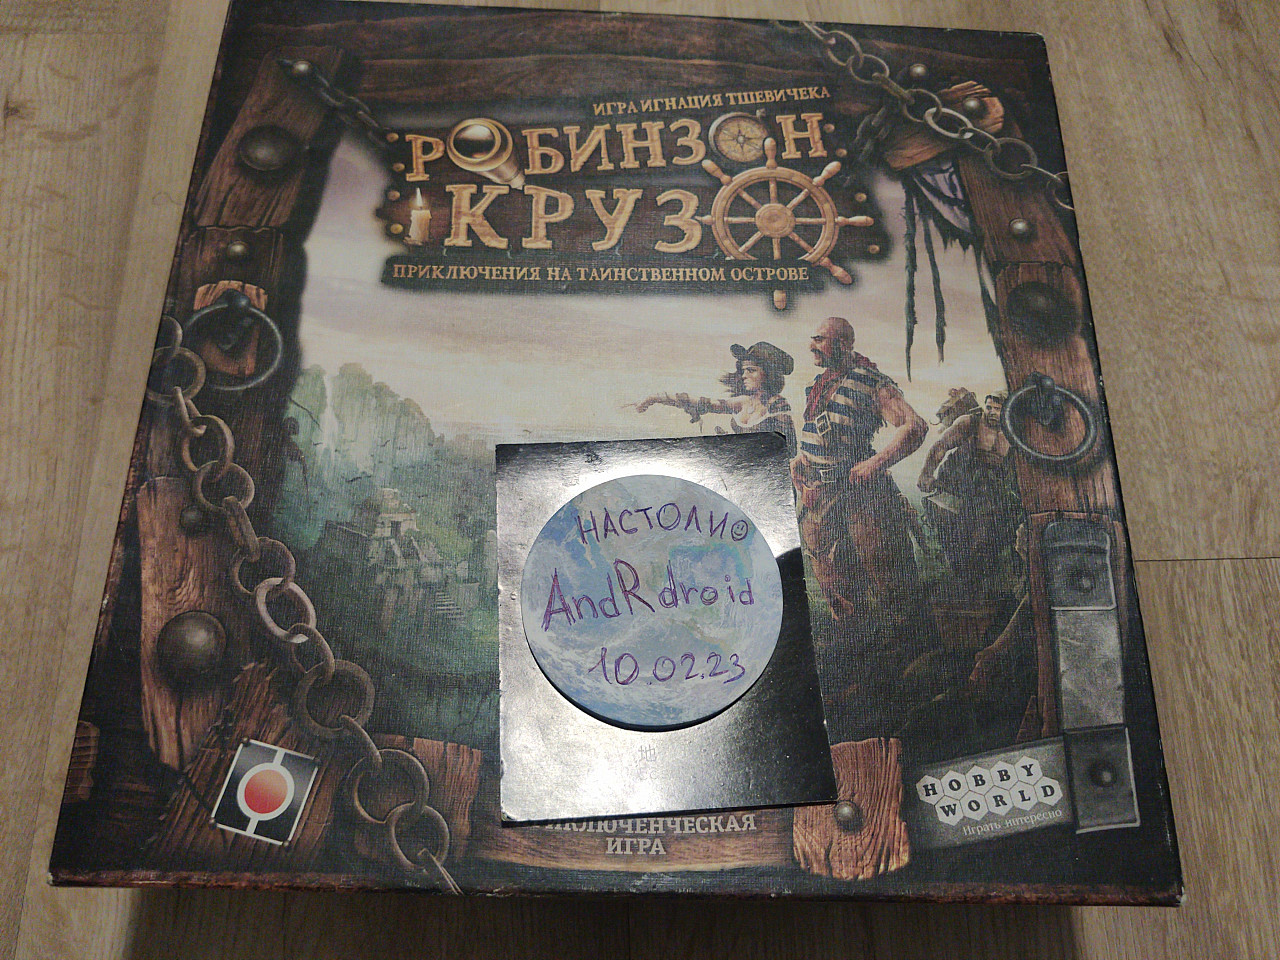 ИГРА ИГНАЦИЯ ТШЕВИЧЕКА
РОБИНЗОН
КРУЗО
ПРИКЛЮЧЕНИЯ НА ТАИНСТВЕННОМ ОСТРОВЕ
НАСТОЛИО
AndRdroid
10.02.23
地
ИГРА
HOBBY
WORLD
Играть интересно